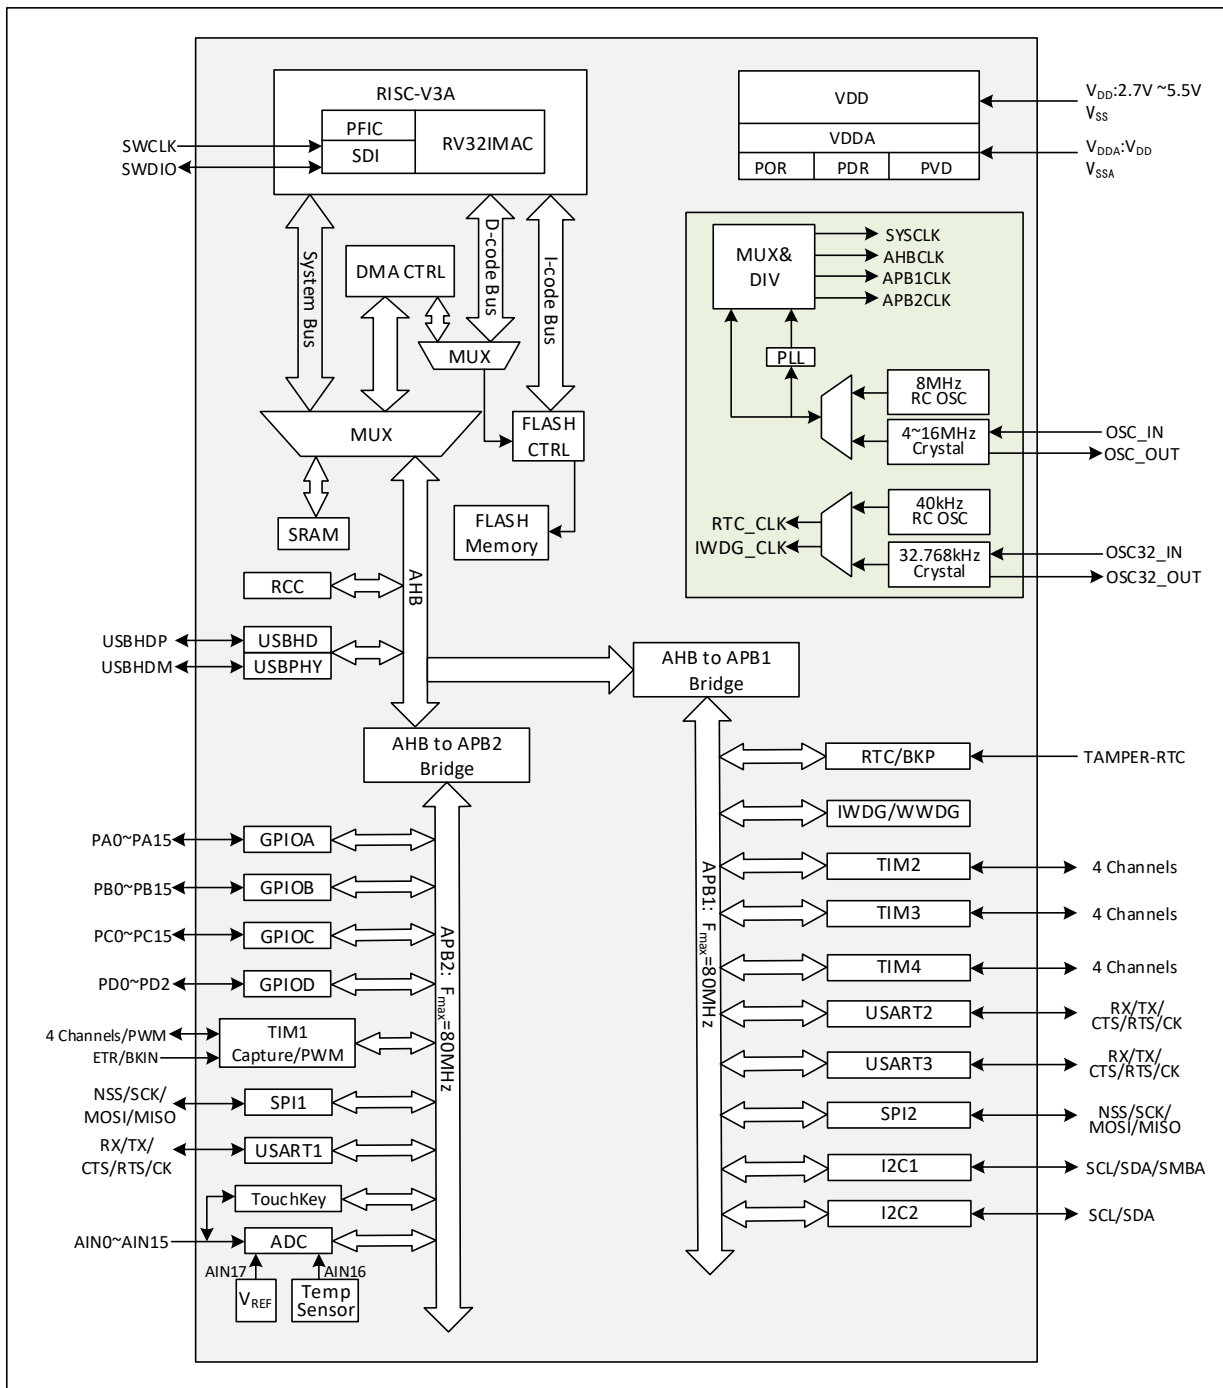 RISC-V3A
PFIC
SDI
RV32IMAC
SWCLK
SWDIO
VDD
VDDA
POR
PDR
PVD
VDD:2.7V ~5.5V
VSS
VDDA:VDD
VSSA
System Bus
DMA CTRL
D-code Bus
I-code Bus
MUX
MUX
FLASH
CTRL
SRAM
FLASH
Memory
MUX&
DIV
SYSCLK
AHBCLK
APB1CLK
APB2CLK
PLL
8MHz
RC OSC
4~16MHz
Crystal
OSC_IN
OSC_OUT
RTC_CLK
IWDG_CLK
40kHz
RC OSC
32.768kHz
Crystal
OSC32_IN
OSC32_OUT
RCC
AHB
USBHDP
USBHDM
USBHD
USBPHY
AHB to APB1
Bridge
AHB to APB2
Bridge
PA0~PA15
GPIOA
PB0~PB15
GPIOB
PC0~PC15
GPIOC
PD0~PD2
GPIOD
4 Channels/PWM
ETR/BKIN
TIM1
Capture/PWM
NSS/SCK/
MOSI/MISO
SPI1
RX/TX/
CTS/RTS/CK
USART1
TouchKey
AIN0~AIN15
ADC
AIN17
AIN16
VREF
Temp
Sensor
APB2: Fmax=80MHz
APB1: Fmax=80MHz
RTC/BKP
TAMPER-RTC
IWDG/WWDG
TIM2
4 Channels
TIM3
4 Channels
TIM4
4 Channels
USART2
RX/TX/
CTS/RTS/CK
USART3
RX/TX/
CTS/RTS/CK
SPI2
NSS/SCK/
MOSI/MISO
I2C1
SCL/SDA/SMBA
I2C2
SCL/SDA